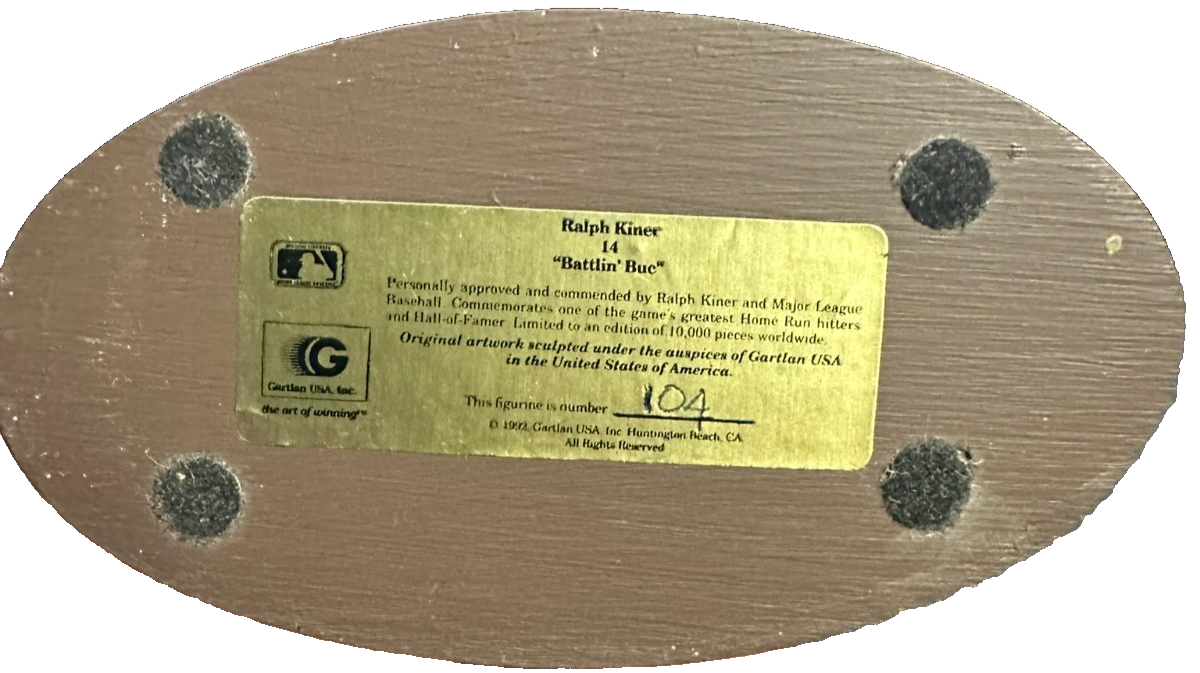 Ralph Kiner
14
"Battlin' Buc"
Personally approved and commended by Ralph Kiner and Major League
Baseball. Commemorates one of the game's greatest Home Run hitters
and Hall-of-Famer. Limited to an edition of 10,000 pieces worldwide.
Original artwork sculpted under the auspices of Gartlan USA
in the United States of America.
This figurine is number 104
© 1992, Gartlan USA, Inc. Huntington Beach, CA
All Rights Reserved
G
Gartlan USA, Inc.
the art of winning™